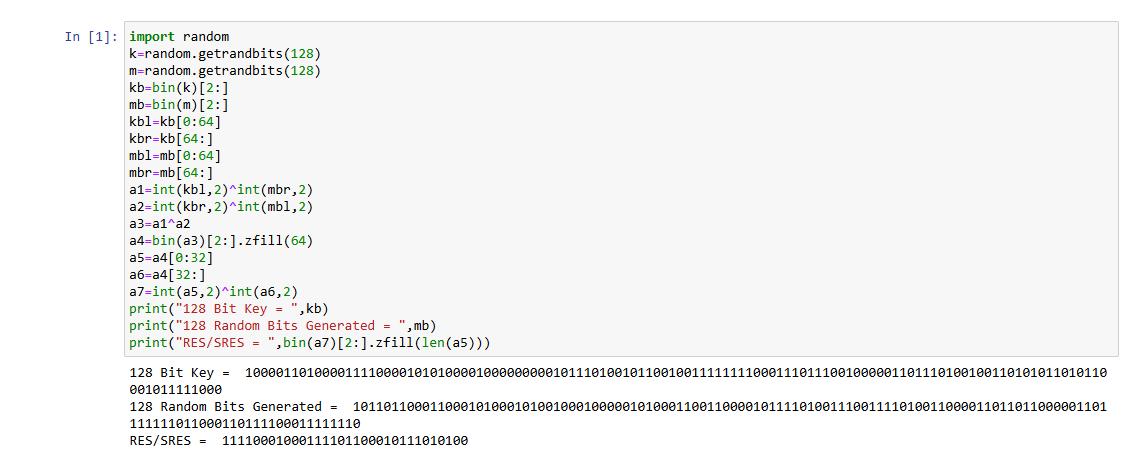 In [1]: import random
k=random.getrandbits(128)
m=random.getrandbits(128)
kb=bin(k)[2:]
mb=bin(m)[2:]
kbl=kb[0:64]
kbr=kb[64:]
mbl=mb[0:64]
mbr=mb[64:]
a1=int(kbl,2)^int(mbr,2)
a2=int(kbr,2)^int(mbl,2)
a3=a1^a2
a4=bin(a3)[2:].zfill(64)
a5=a4[0:32]
a6=a4[32:]
a7=int(a5,2)^int(a6,2)
print("128 Bit Key = ",kb)
print("128 Random Bits Generated = ",mb)
print("RES/SRES = ",bin(a7)[2:].zfill(len(a5)))
128 Bit Key =
001011111000
128 Random Bits Generated =
RES/SRES =  11110001000111101100010111010100